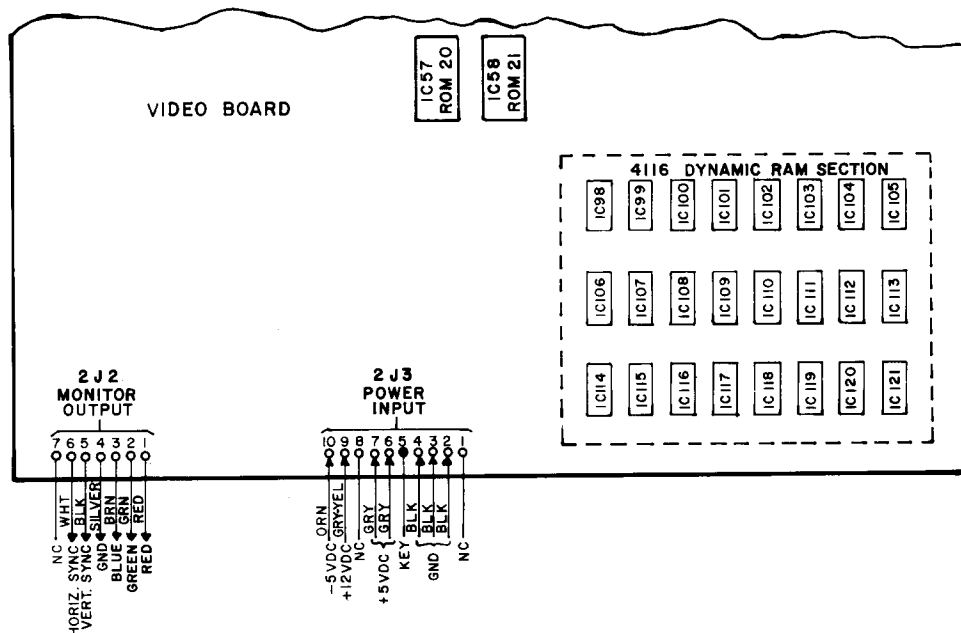 IC57
ROM 20
IC58
ROM 21
VIDEO BOARD
4116 DYNAMIC RAM SECTION
IC98
IC99
IC100
IC101
IC102
IC103
IC104
IC105
IC106
IC107
IC108
IC109
IC110
IC111
IC112
IC113
IC114
IC115
IC116
IC117
IC118
IC119
IC120
IC121
2J2
MONITOR
OUTPUT
7 6 5 4 3 2 1
WHT
BLK
SILVER
BRN
GRN
RED
NC
HORIZ. SYNC
VERT. SYNC
GND
BLUE
GREEN
RED
2J3
POWER
INPUT
10 9 8 7 6 5 4 3 2 1
ORN
GRY-YEL
GRY
GRY
BLK
BLK
BLK
-5VDC
+12VDC
NC
+5VDC
KEY
GND
NC